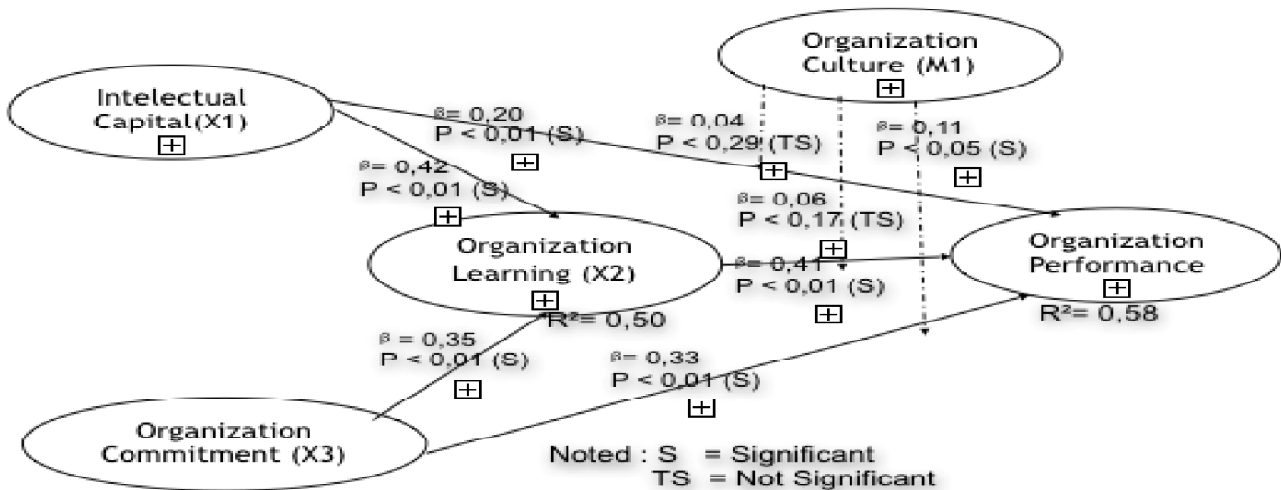 Organization
Culture (M1)
Intelectual
Capital(X1)
β= 0,20
P < 0,01 (S)
β= 0,04
P < 0,29 (TS)
β= 0,11
P < 0,05 (S)
β= 0,42
P < 0,01 (S)
β= 0,06
P < 0,17 (TS)
Organization
Learning (X2)
R²= 0,50
Organization
Performance
R²= 0,58
β= 0,41
P < 0,01 (S)
β = 0,35
P < 0,01 (S)
β= 0,33
P < 0,01 (S)
Organization
Commitment (X3)
Noted : S = Significant
TS = Not Significant